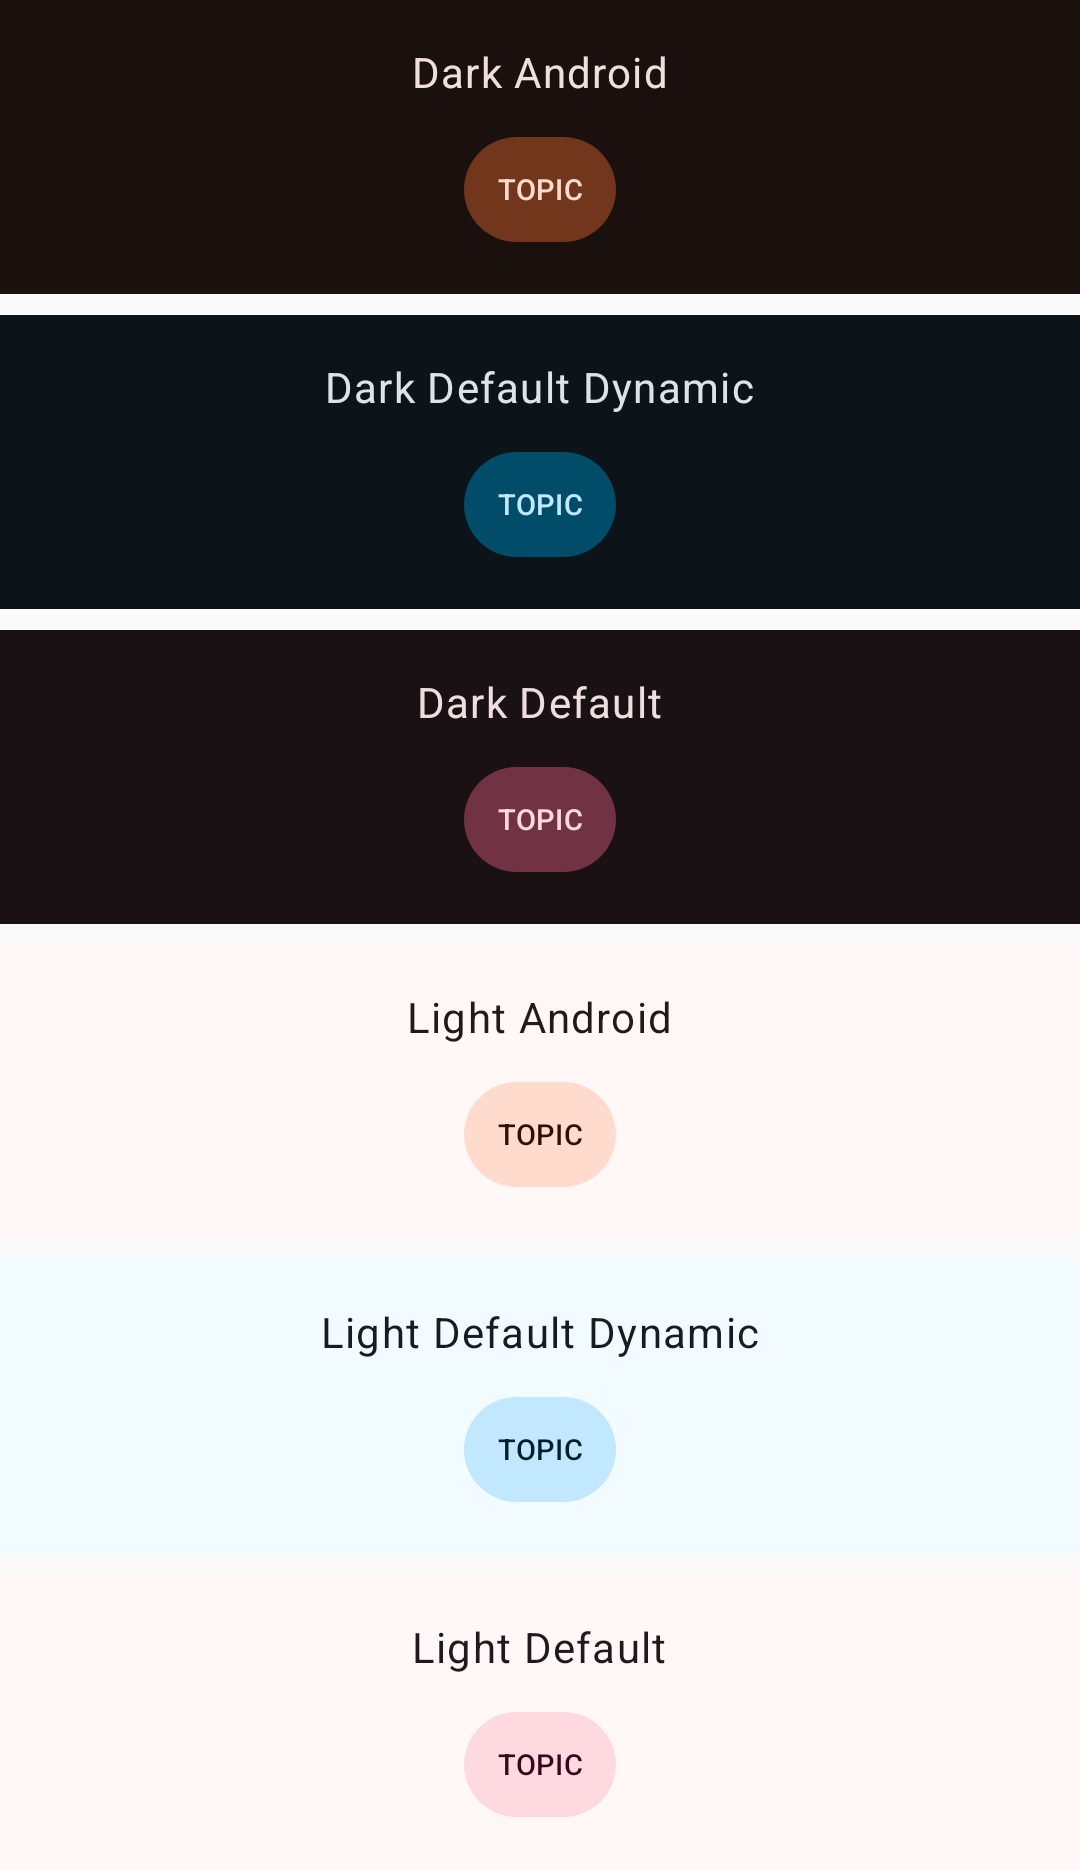 Dark Android
TOPIC
Dark Default Dynamic
TOPIC
Dark Default
TOPIC
Light Android
TOPIC
Light Default Dynamic
TOPIC
Light Default
TOPIC